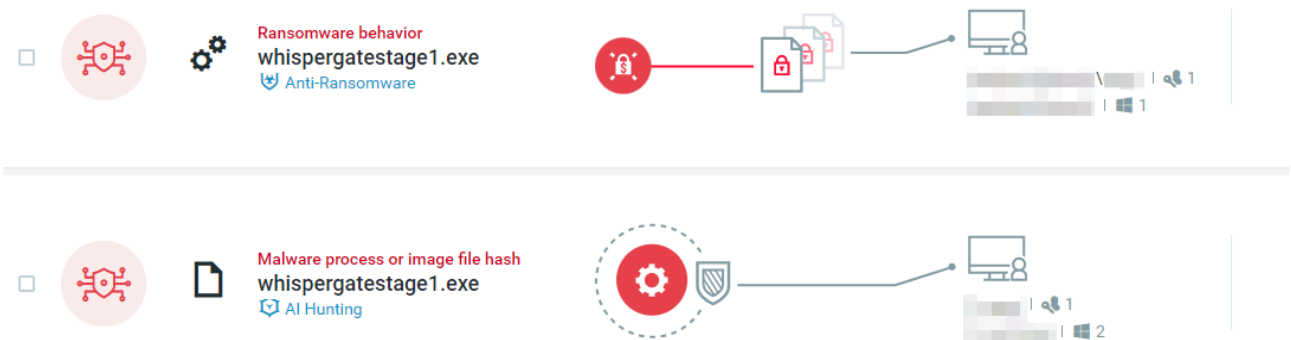 Ransomware behavior
whispergatestage1.exe
Anti-Ransomware
\ | 1
| 1
Malware process or image file hash
whispergatestage1.exe
AI Hunting
| 1
| 2